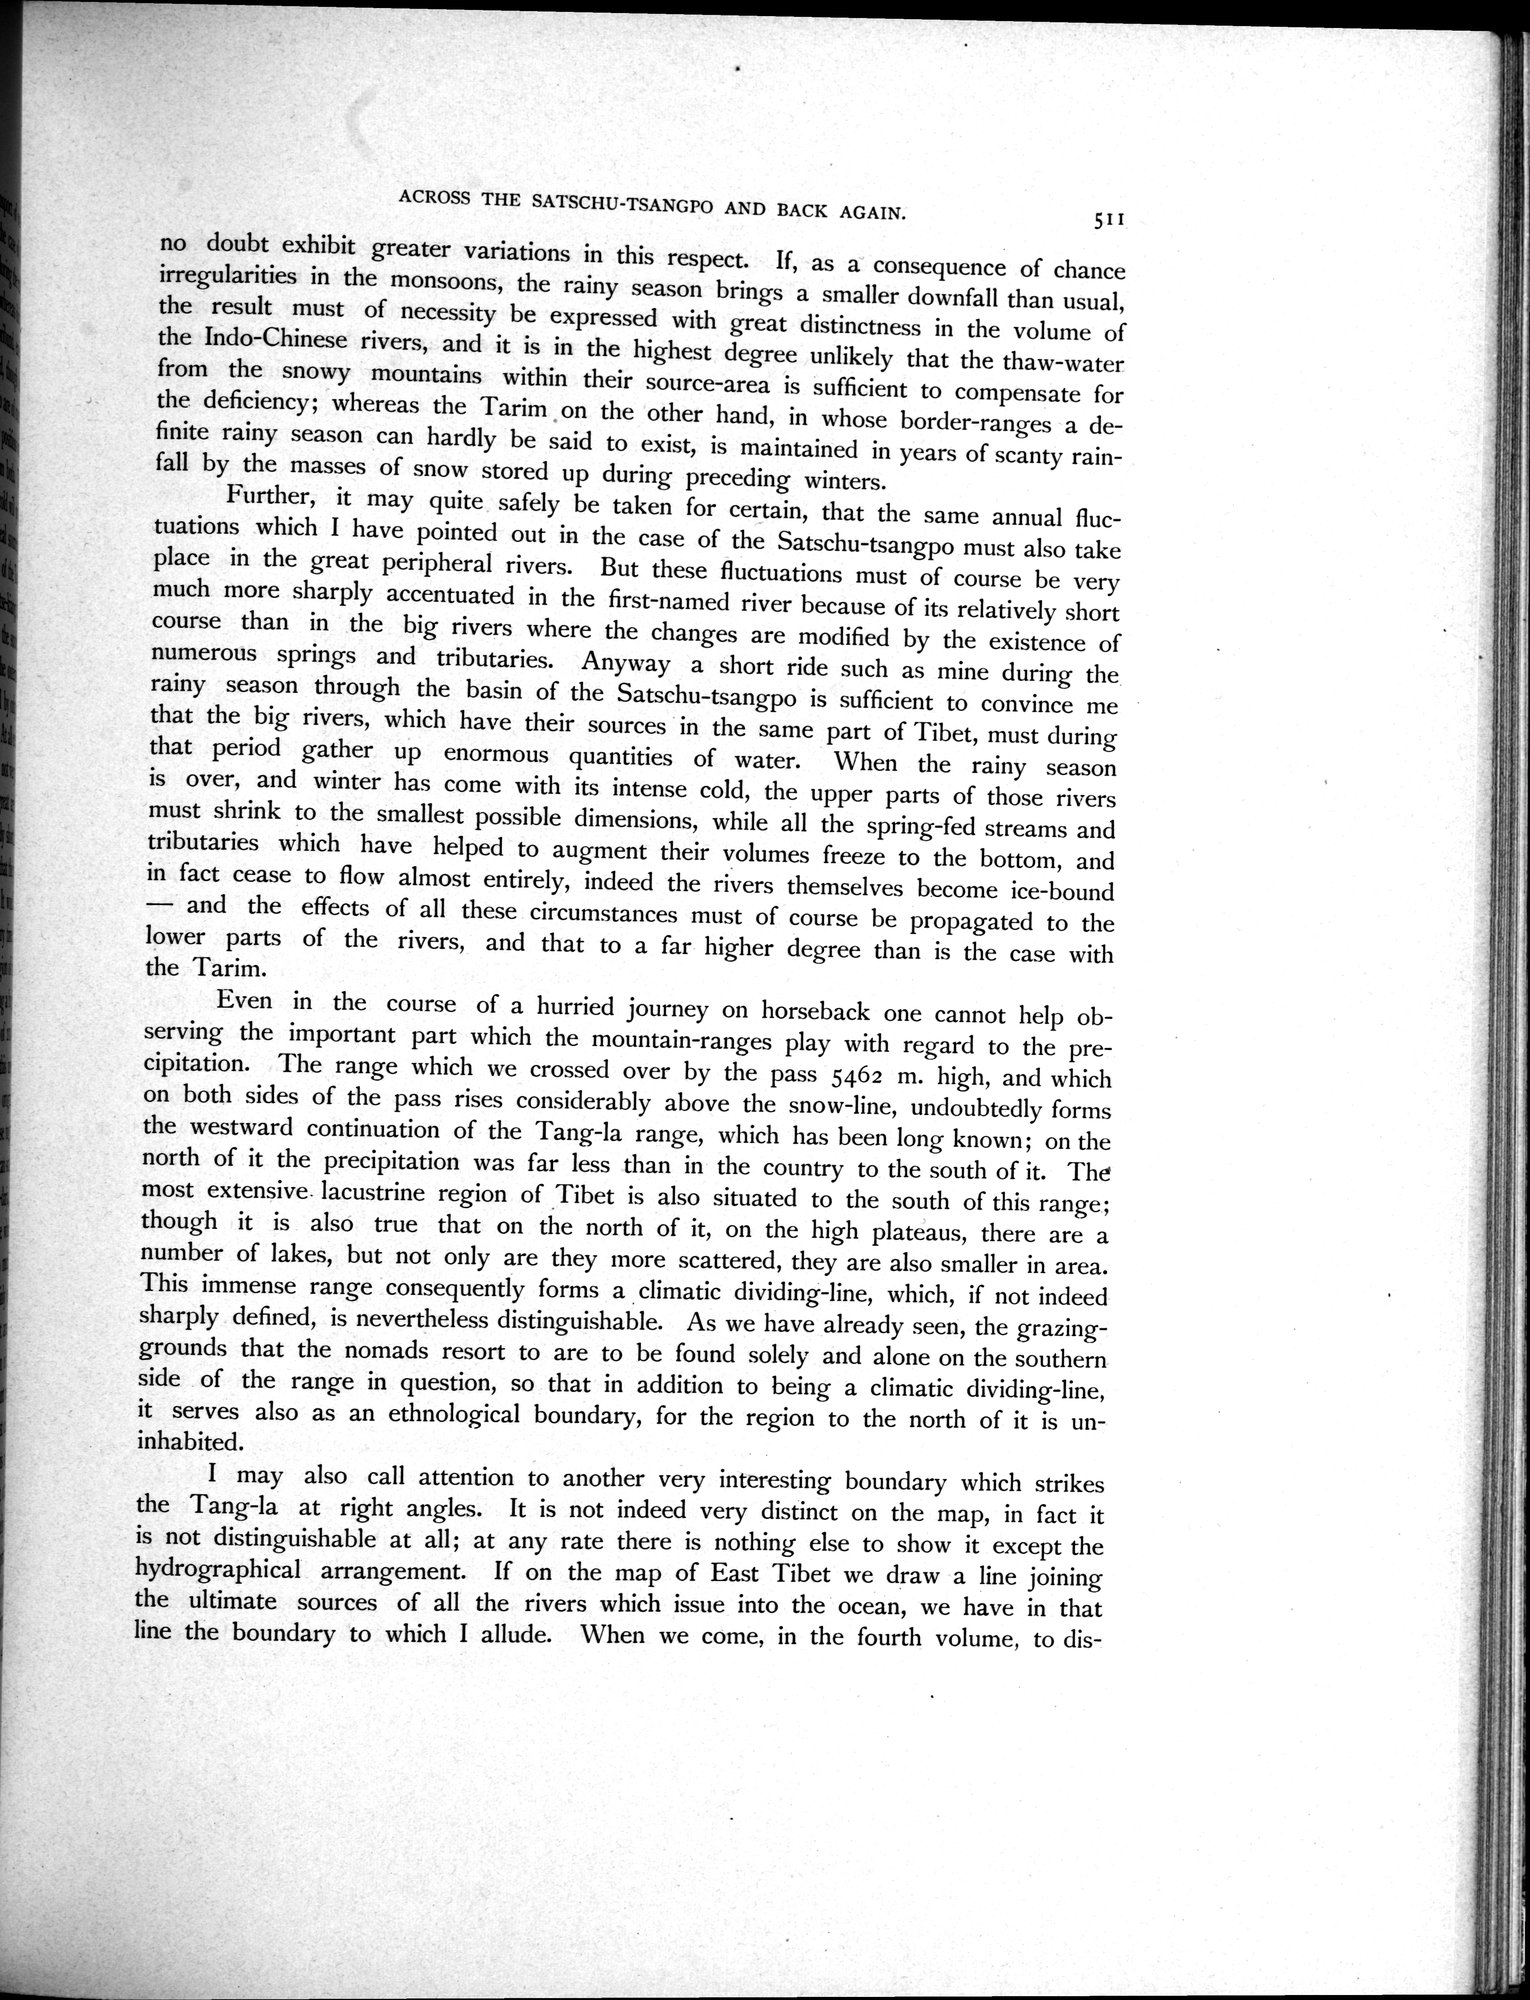 ACROSS THE SATSCHU-TSANGPO AND BACK AGAIN. 511
no doubt exhibit greater variations in this respect. If, as a consequence of chance
irregularities in the monsoons, the rainy season brings a smaller downfall than usual,
the result must of necessity be expressed with great distinctness in the volume of
the Indo-Chinese rivers, and it is in the highest degree unlikely that the thaw-water
from the snowy mountains within their source-area is sufficient to compensate for
the deficiency; whereas the Tarim on the other hand, in whose border-ranges a de-
finite rainy season can hardly be said to exist, is maintained in years of scanty rain-
fall by the masses of snow stored up during preceding winters.
Further, it may quite safely be taken for certain, that the same annual fluc-
tuations which I have pointed out in the case of the Satschu-tsangpo must also take
place in the great peripheral rivers. But these fluctuations must of course be very
much more sharply accentuated in the first-named river because of its relatively short
course than in the big rivers where the changes are modified by the existence of
numerous springs and tributaries. Anyway a short ride such as mine during the
rainy season through the basin of the Satschu-tsangpo is sufficient to convince me
that the big rivers, which have their sources in the same part of Tibet, must during
that period gather up enormous quantities of water. When the rainy season
is over, and winter has come with its intense cold, the upper parts of those rivers
must shrink to the smallest possible dimensions, while all the spring-fed streams and
tributaries which have helped to augment their volumes freeze to the bottom, and
in fact cease to flow almost entirely, indeed the rivers themselves become ice-bound
— and the effects of all these circumstances must of course be propagated to the
lower parts of the rivers, and that to a far higher degree than is the case with
the Tarim.
Even in the course of a hurried journey on horseback one cannot help ob-
serving the important part which the mountain-ranges play with regard to the pre-
cipitation. The range which we crossed over by the pass 5462 m. high, and which
on both sides of the pass rises considerably above the snow-line, undoubtedly forms
the westward continuation of the Tang-la range, which has been long known; on the
north of it the precipitation was far less than in the country to the south of it. The
most extensive lacustrine region of Tibet is also situated to the south of this range;
though it is also true that on the north of it, on the high plateaus, there are a
number of lakes, but not only are they more scattered, they are also smaller in area.
This immense range consequently forms a climatic dividing-line, which, if not indeed
sharply defined, is nevertheless distinguishable. As we have already seen, the grazing-
grounds that the nomads resort to are to be found solely and alone on the southern
side of the range in question, so that in addition to being a climatic dividing-line,
it serves also as an ethnological boundary, for the region to the north of it is un-
inhabited.
I may also call attention to another very interesting boundary which strikes
the Tang-la at right angles. It is not indeed very distinct on the map, in fact it
is not distinguishable at all; at any rate there is nothing else to show it except the
hydrographical arrangement. If on the map of East Tibet we draw a line joining
the ultimate sources of all the rivers which issue into the ocean, we have in that
line the boundary to which I allude. When we come, in the fourth volume, to dis-